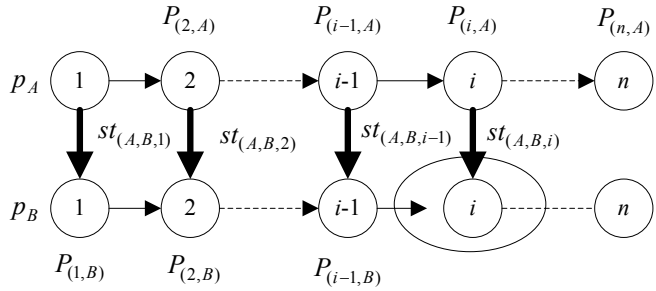 P(2,A) P(i−1,A) P(i,A) P(n,A)
pA 1 2 i-1 i n
st(A,B,1) st(A,B,2) st(A,B,i−1) st(A,B,i)
pB 1 2 i-1 i n
P(1,B) P(2,B) P(i−1,B)